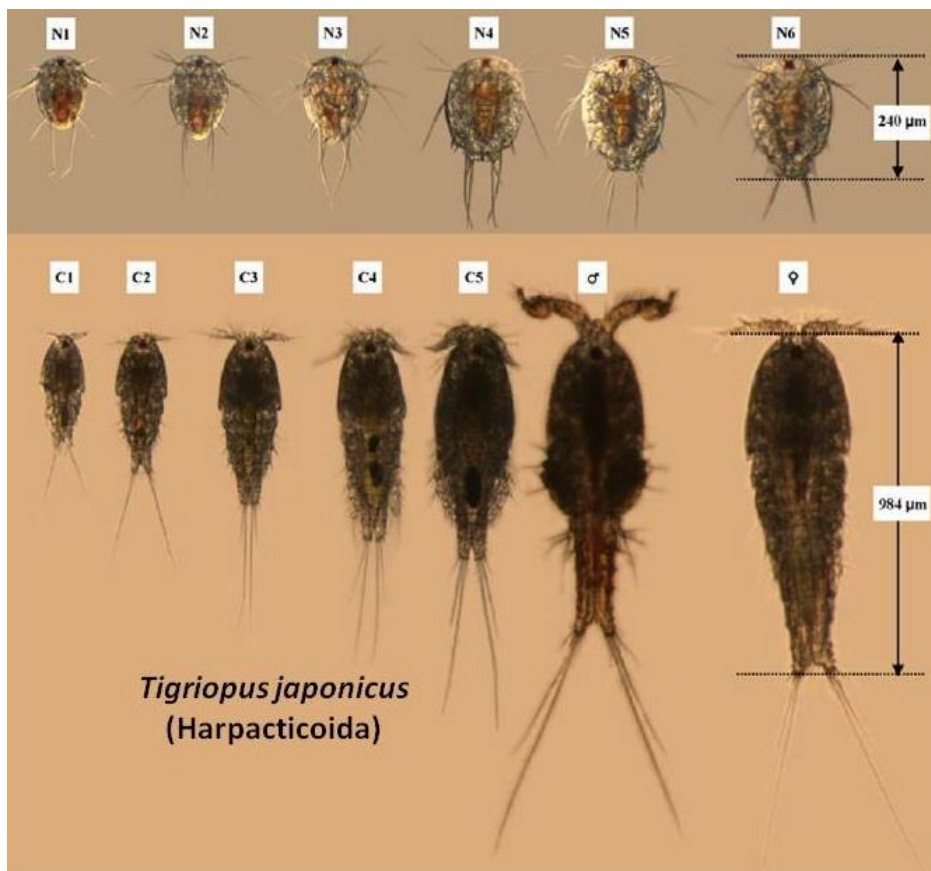 N1 N2 N3 N4 N5 N6
240 µm
C1 C2 C3 C4 C5 ♂ ♀
984 µm
Tigriopus japonicus
(Harpacticoida)